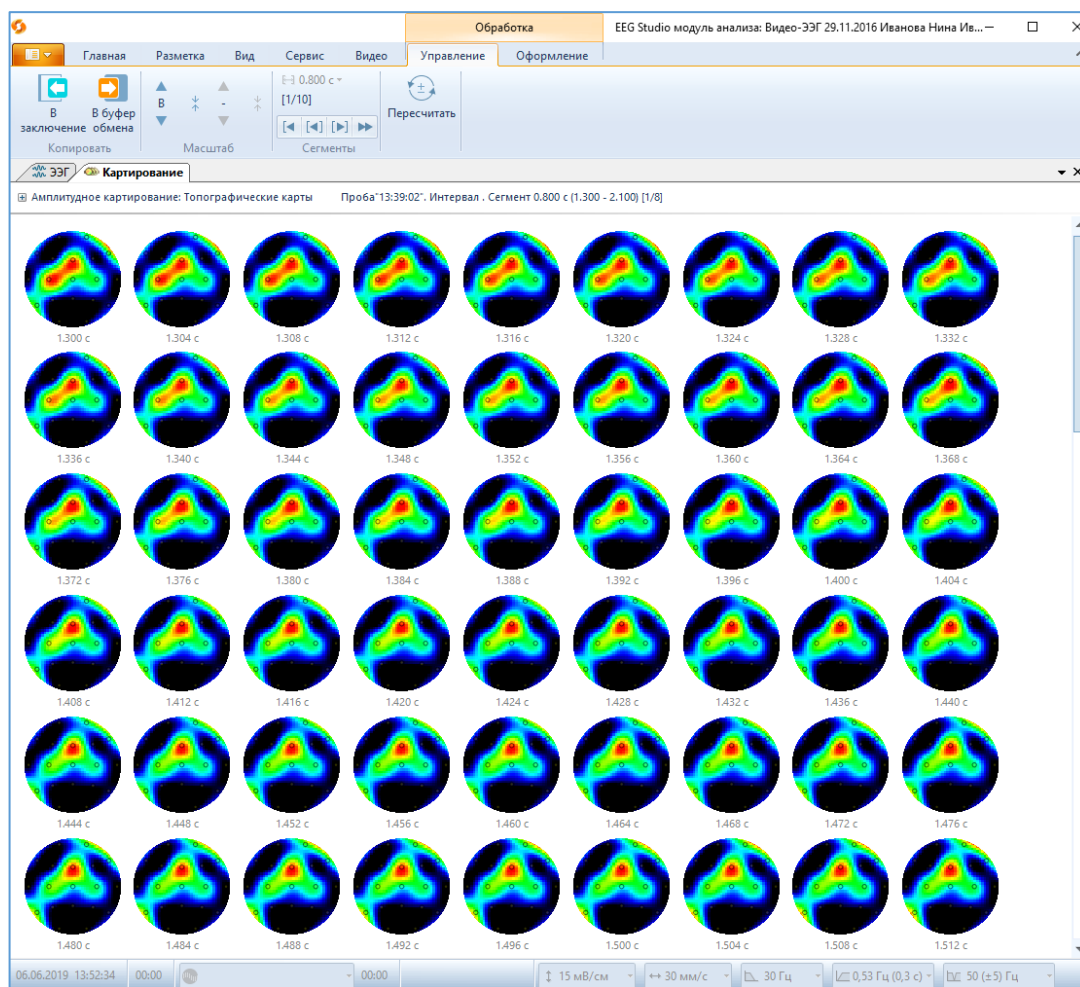 Обработка
EEG Studio модуль анализа: Видео-ЭЭГ 29.11.2016 Иванова Нина Ив...
Главная Разметка Вид Сервис Видео Управление Оформление
В заключение
В буфер обмена
Копировать
В
-
Масштаб
0.800 с
[1/10]
Сегменты
Пересчитать
ЭЭГ Картирование
Амплитудное картирование: Топографические карты Проба"13:39:02". Интервал . Сегмент 0.800 с (1.300 - 2.100) [1/8]
1.300 с 1.304 с 1.308 с 1.312 с 1.316 с 1.320 с 1.324 с 1.328 с 1.332 с
1.336 с 1.340 с 1.344 с 1.348 с 1.352 с 1.356 с 1.360 с 1.364 с 1.368 с
1.372 с 1.376 с 1.380 с 1.384 с 1.388 с 1.392 с 1.396 с 1.400 с 1.404 с
1.408 с 1.412 с 1.416 с 1.420 с 1.424 с 1.428 с 1.432 с 1.436 с 1.440 с
1.444 с 1.448 с 1.452 с 1.456 с 1.460 с 1.464 с 1.468 с 1.472 с 1.476 с
1.480 с 1.484 с 1.488 с 1.492 с 1.496 с 1.500 с 1.504 с 1.508 с 1.512 с
06.06.2019 13:52:34 00:00 00:00 15 мВ/см 30 мм/с 30 Гц 0,53 Гц (0,3 с) 50 (±5) Гц